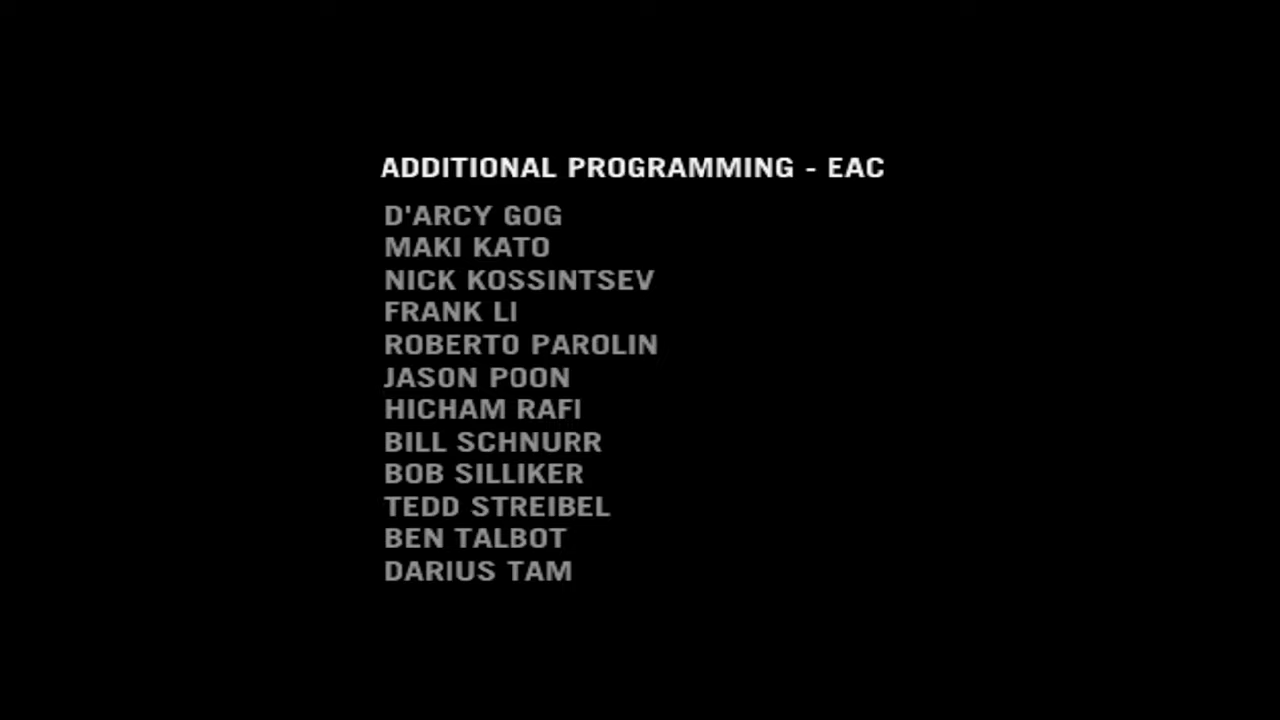 ADDITIONAL PROGRAMMING - EAC
D'ARCY GOG
MAKI KATO
NICK KOSSINTSEV
FRANK LI
ROBERTO PAROLIN
JASON POON
HICHAM RAFI
BILL SCHNURR
BOB SILLIKER
TEDD STREIBEL
BEN TALBOT
DARIUS TAM